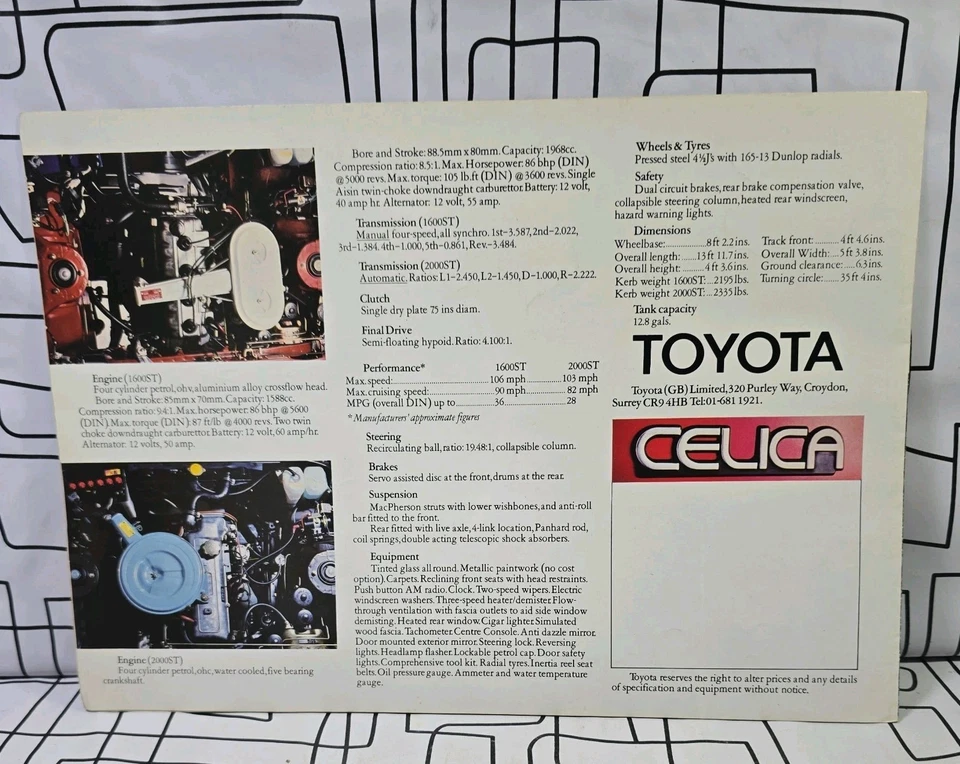 Engine (1600ST)
Four cylinder petrol, ohv, aluminium alloy crossflow head.
Bore and Stroke: 85mm x 70mm. Capacity: 1588cc.
Compression ratio: 9.4:1. Max. horsepower: 86 bhp @ 5600
(DIN) Max. torque (DIN): 87 ft/lb @ 4000 revs. Two twin
choke downdraught carburettor. Battery: 12 volt, 60 amp/hr.
Alternator: 12 volts, 50 amp.
Engine (2000ST)
Four cylinder petrol, ohc, water cooled, five bearing
crankshaft.
Bore and Stroke: 88.5mm x 80mm. Capacity: 1968cc.
Compression ratio: 8.5:1. Max. Horsepower: 86 bhp (DIN)
@ 5000 revs. Max. torque: 105 lb.ft (DIN) @ 3600 revs. Single
Aisin twin-choke downdraught carburettor. Battery: 12 volt,
40 amp hr. Alternator: 12 volt, 55 amp.
Transmission (1600ST)
Manual four-speed, all synchro. 1st–3.587, 2nd–2.022,
3rd–1.384. 4th–1.000, 5th–0.861, Rev.–3.484.
Transmission (2000ST)
Automatic. Ratios: L1–2.450, L2–1.450, D–1.000, R–2.222.
Clutch
Single dry plate 75 ins diam.
Final Drive
Semi-floating hypoid. Ratio: 4.100:1.
Performance* 1600ST 2000ST
Max. speed: 106 mph 103 mph
Max. cruising speed: 90 mph 82 mph
MPG (overall DIN) up to 36 28
*Manufacturers' approximate figures
Steering
Recirculating ball, ratio: 19.48:1, collapsible column.
Brakes
Servo assisted disc at the front, drums at the rear.
Suspension
MacPherson struts with lower wishbones, and anti-roll
bar fitted to the front.
Rear fitted with live axle, 4-link location, Panhard rod,
coil springs, double acting telescopic shock absorbers.
Equipment
Tinted glass all round. Metallic paintwork (no cost
option). Carpets. Reclining front seats with head restraints.
Push button AM radio. Clock. Two-speed wipers. Electric
windscreen washers. Three-speed heater/demister. Flow-
through ventilation with fascia outlets to aid side window
demisting. Heated rear window. Cigar lighter. Simulated
wood fascia. Tachometer. Centre Console. Anti dazzle mirror.
Door mounted exterior mirror. Steering lock. Reversing
lights. Headlamp flasher. Lockable petrol cap. Door safety
lights. Comprehensive tool kit. Radial tyres. Inertia reel seat
belts. Oil pressure gauge. Ammeter and water temperature
gauge.
Wheels & Tyres
Pressed steel 4½J's with 165-13 Dunlop radials.
Safety
Dual circuit brakes, rear brake compensation valve,
collapsible steering column, heated rear windscreen,
hazard warning lights.
Dimensions
Wheelbase: 8ft 2.2ins. Track front: 4ft 4.6ins.
Overall length: 13ft 11.7ins. Overall Width: 5ft 3.8ins.
Overall height: 4ft 3.6ins. Ground clearance: 6.3ins.
Kerb weight 1600ST: 2195lbs. Turning circle: 35ft 4ins.
Kerb weight 2000ST: 2335lbs.
Tank capacity
12.8 gals.
TOYOTA
Toyota (GB) Limited, 320 Purley Way, Croydon,
Surrey CR9 4HB Tel: 01-681 1921.
CELICA
Toyota reserves the right to alter prices and any details
of specification and equipment without notice.